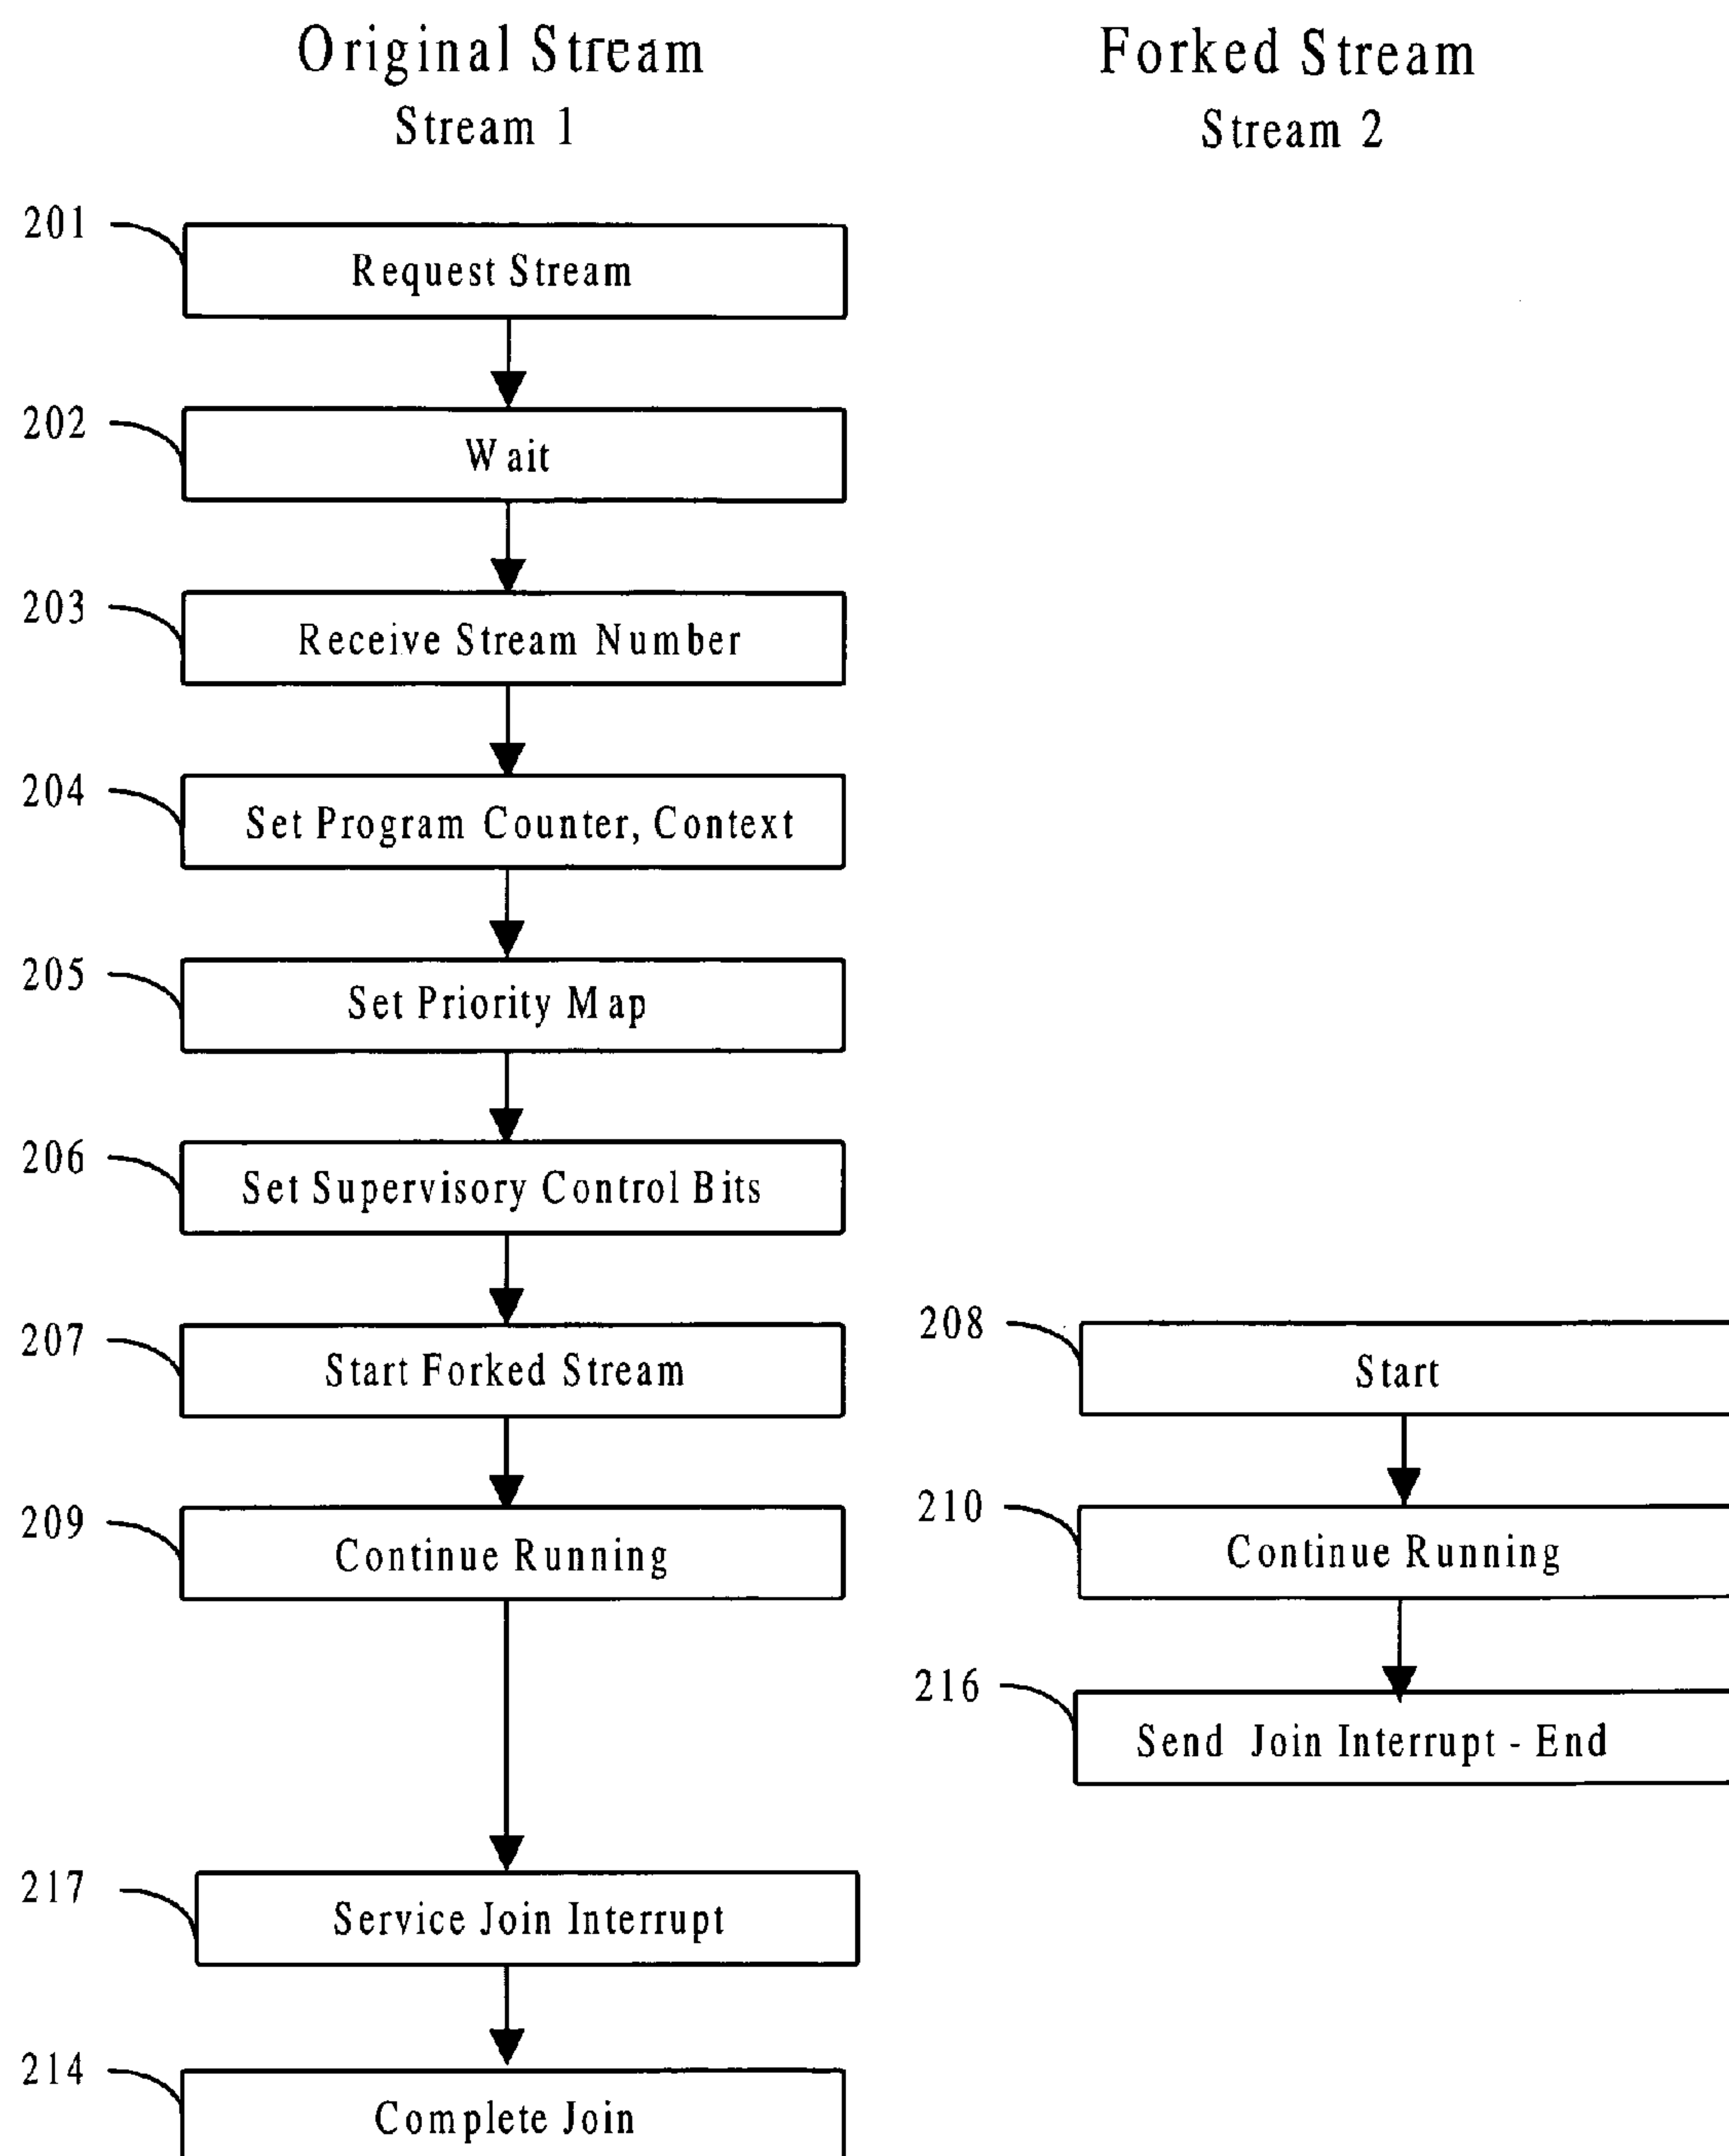 Original Stream
Stream 1
Forked Stream
Stream 2
201
Request Stream
202
Wait
203
Receive Stream Number
204
Set Program Counter, Context
205
Set Priority Map
206
Set Supervisory Control Bits
207
Start Forked Stream
208
Start
209
Continue Running
210
Continue Running
216
Send Join Interrupt - End
217
Service Join Interrupt
214
Complete Join